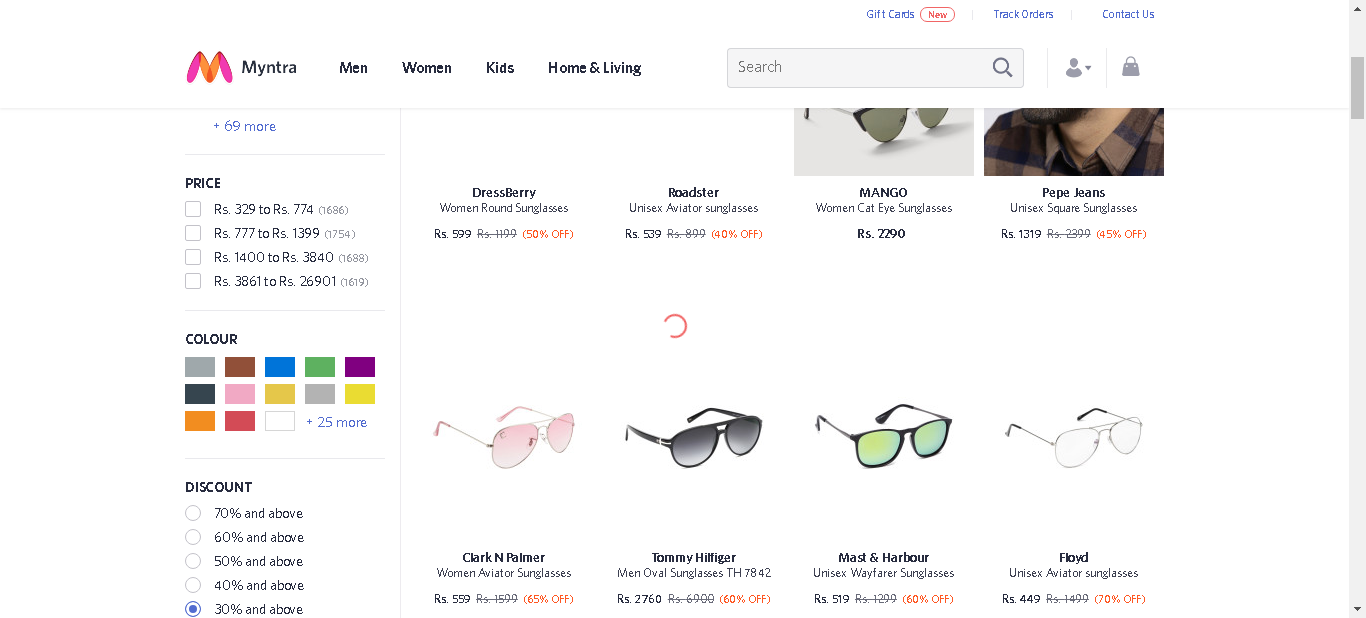 Gift Cards New Track Orders Contact Us
Myntra Men Women Kids Home & Living Search
+ 69 more
PRICE
Rs. 329 to Rs. 774 (1686)
Rs. 777 to Rs. 1399 (1754)
Rs. 1400 to Rs. 3840 (1688)
Rs. 3861 to Rs. 26901 (1619)
COLOUR
+ 25 more
DISCOUNT
70% and above
60% and above
50% and above
40% and above
30% and above
DressBerry
Women Round Sunglasses
Rs. 599 Rs. 1199 (50% OFF)
Roadster
Unisex Aviator sunglasses
Rs. 539 Rs. 899 (40% OFF)
MANGO
Women Cat Eye Sunglasses
Rs. 2290
Pepe Jeans
Unisex Square Sunglasses
Rs. 1319 Rs. 2399 (45% OFF)
Clark N Palmer
Women Aviator Sunglasses
Rs. 559 Rs. 1599 (65% OFF)
Tommy Hilfiger
Men Oval Sunglasses TH 7842
Rs. 2760 Rs. 6900 (60% OFF)
Mast & Harbour
Unisex Wayfarer Sunglasses
Rs. 519 Rs. 1299 (60% OFF)
Floyd
Unisex Aviator sunglasses
Rs. 449 Rs. 1499 (70% OFF)